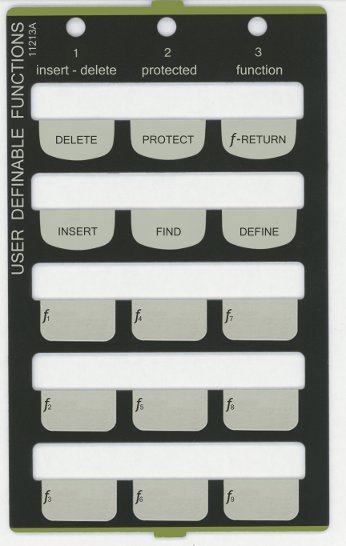 USER DEFINABLE FUNCTIONS
11213A
1 2 3
insert - delete protected function
DELETE PROTECT f-RETURN
INSERT FIND DEFINE
f1 f4 f7
f2 f5 f8
f3 f6 f9